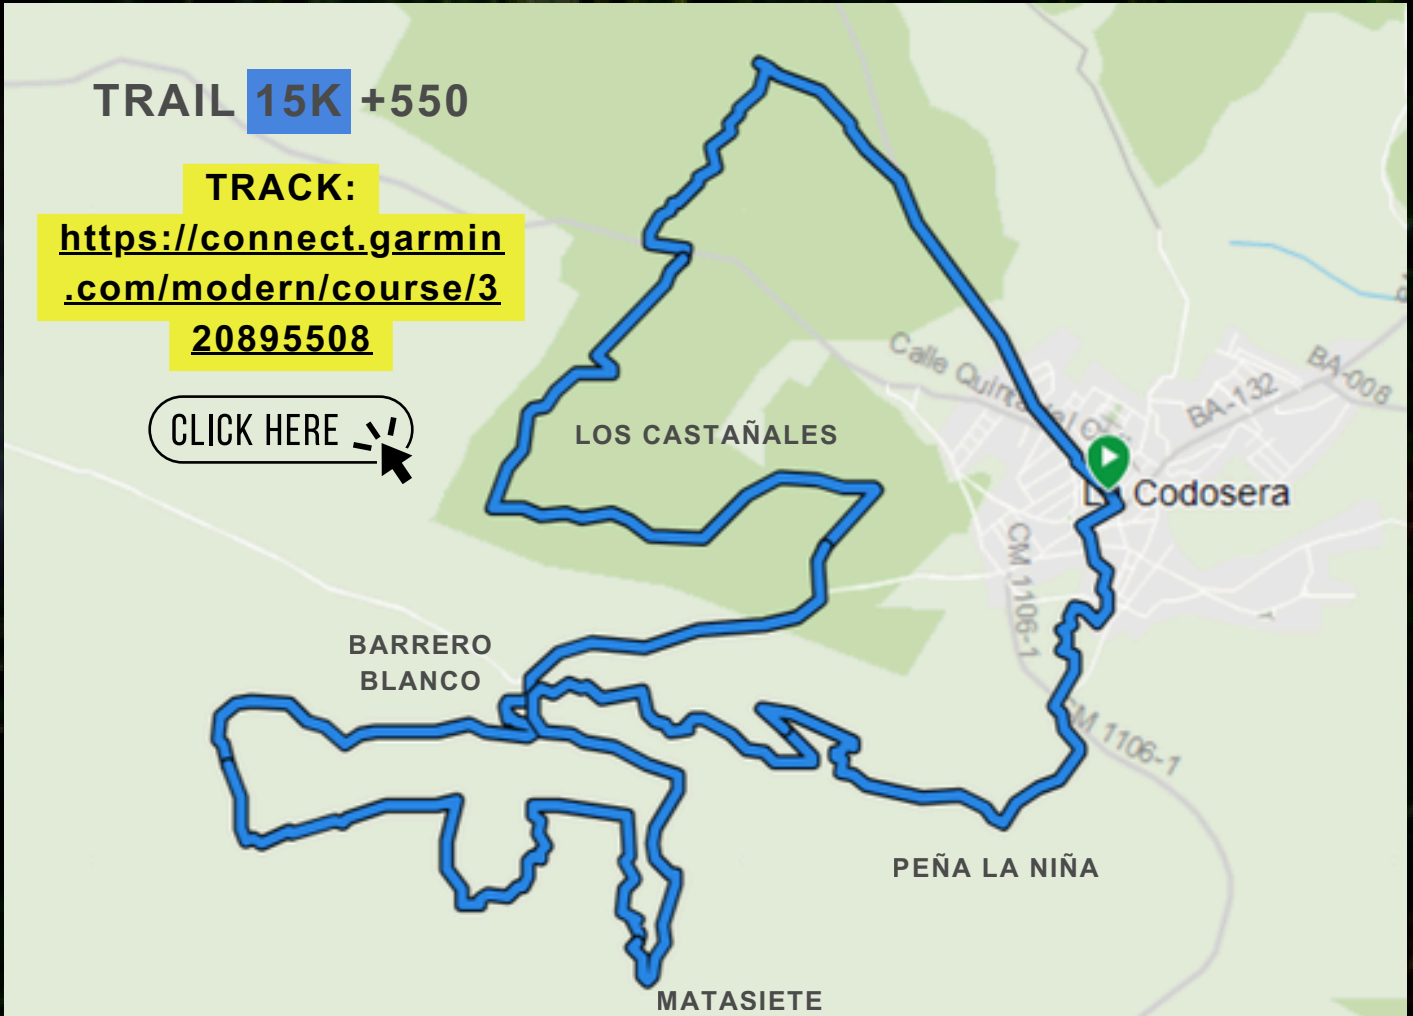 TRAIL 15K +550
TRACK:
https://connect.garmin
.com/modern/course/3
20895508
CLICK HERE
LOS CASTAÑALES
BA-008
BA-132
La Codosera
CM 1106-1
BARRERO
BLANCO
CM 1106-1
PEÑA LA NIÑA
MATASIETE